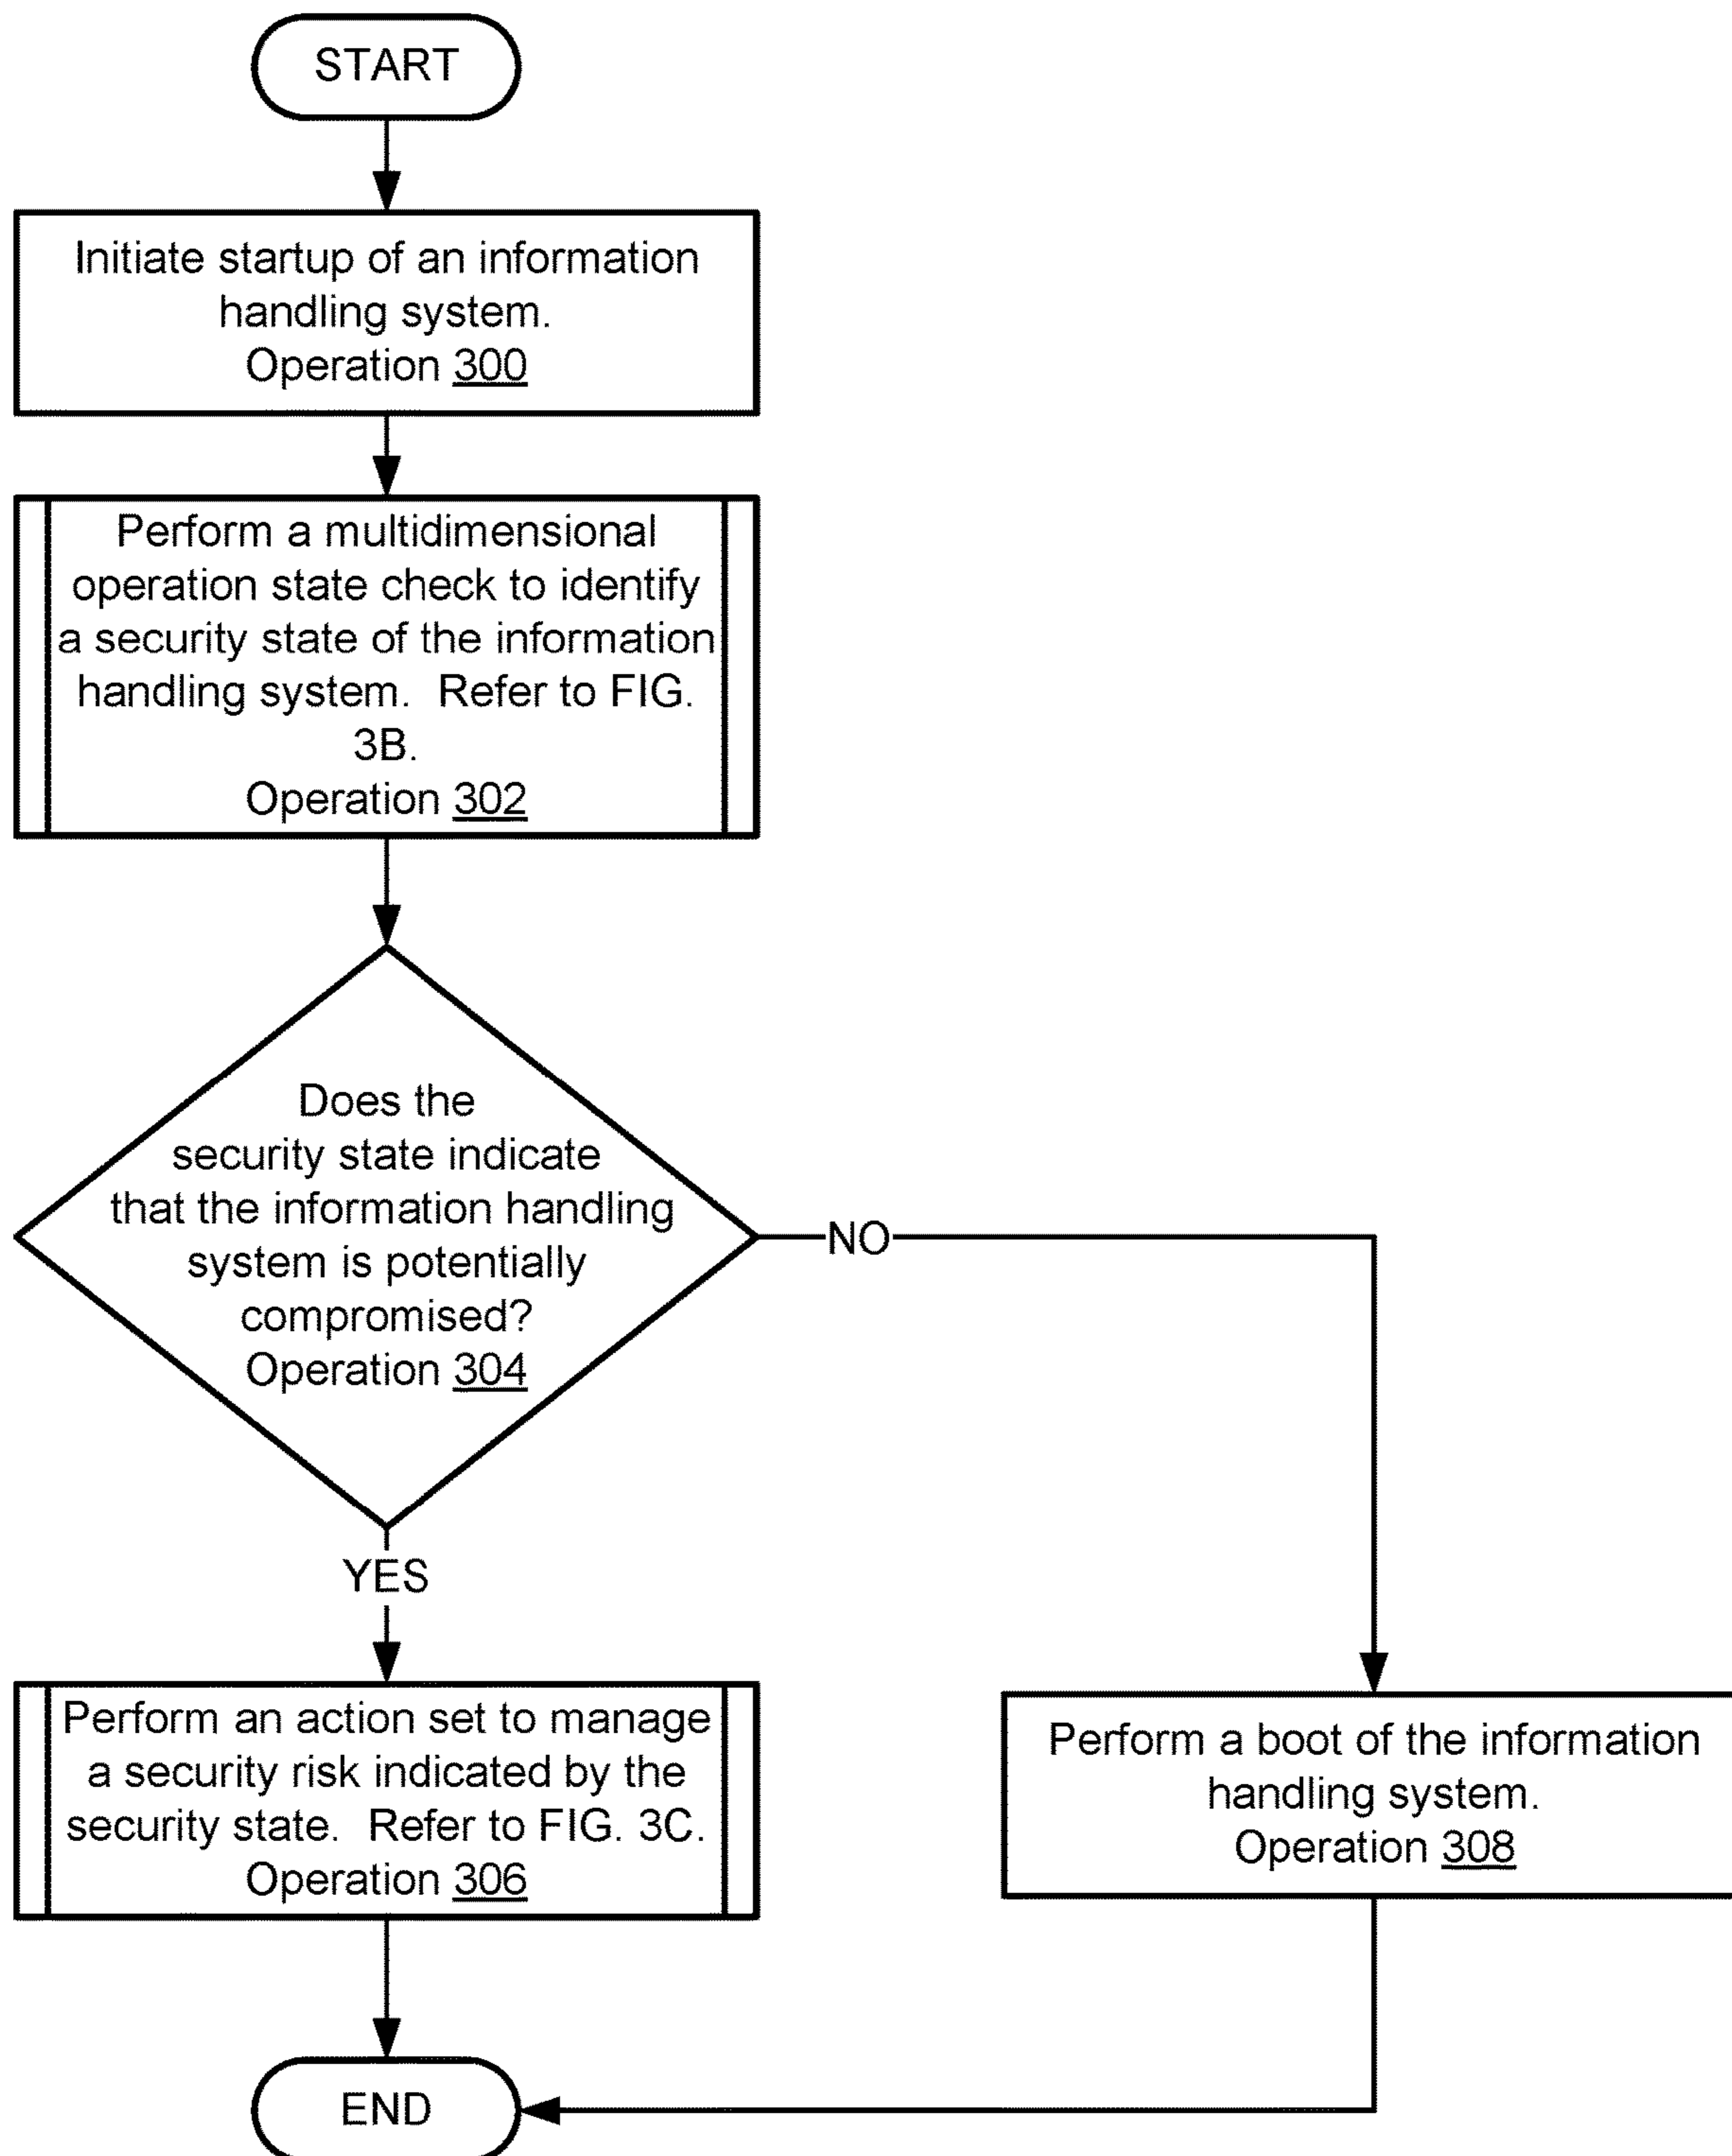 START
Initiate startup of an information
handling system.
Operation 300
Perform a multidimensional
operation state check to identify
a security state of the information
handling system.  Refer to FIG.
3B.
Operation 302
Does the
security state indicate
that the information handling
system is potentially
compromised?
Operation 304
NO
YES
Perform an action set to manage
a security risk indicated by the
security state.  Refer to FIG. 3C.
Operation 306
Perform a boot of the information
handling system.
Operation 308
END